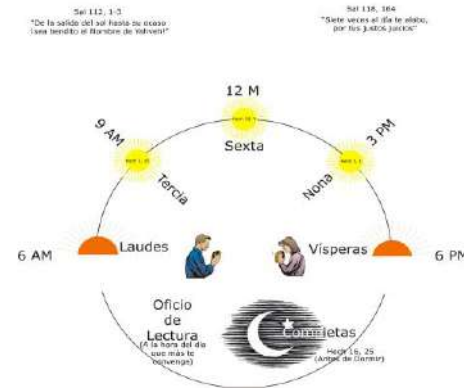 Sal 112, 1-3
"De la salida del sol hasta su ocaso
sea bendito el Nombre de Yahveh!"
Sal 118, 164
"Siete veces al día te alabo,
por tus justos juicios"
12 M
Sexta
9 AM
Tercia
3 PM
Nona
6 AM
Laudes
Vísperas
6 PM
Oficio
de
Lectura
(A la hora del día
que más te
convenga)
Completas
Hech 16, 25
(Antes de Dormir)